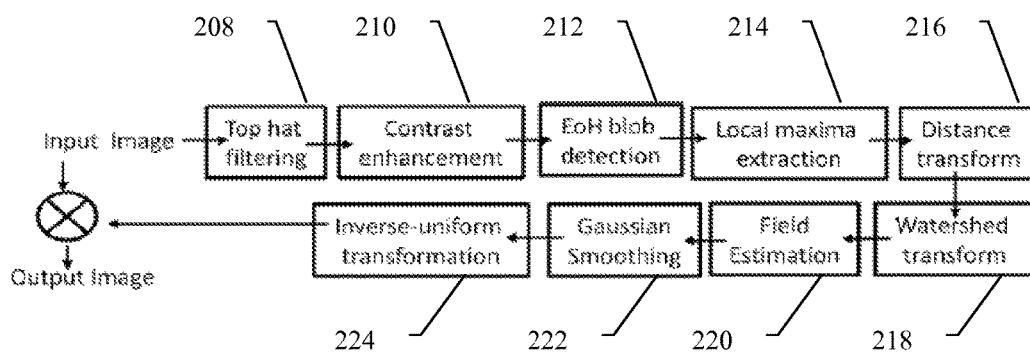 208
210
212
214
216
Input Image
Top hat
filtering
Contrast
enhancement
EoH blob
detection
Local maxima
extraction
Distance
transform
Watershed
transform
Field
Estimation
Gaussian
Smoothing
Inverse-uniform
transformation
Output Image
224
222
220
218